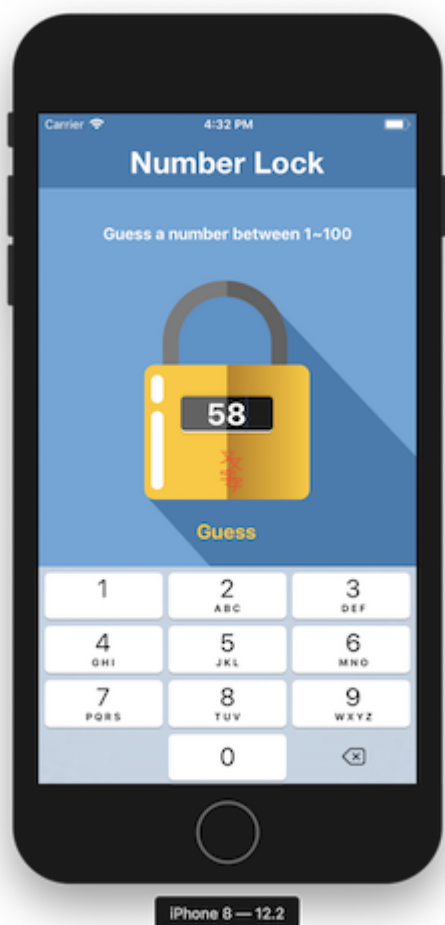 Carrier 4:32 PM
Number Lock
Guess a number between 1~100
58
Guess
1 2 3
ABC DEF
4 5 6
GHI JKL MNO
7 8 9
PQRS TUV WXYZ
0
iPhone 8 — 12.2